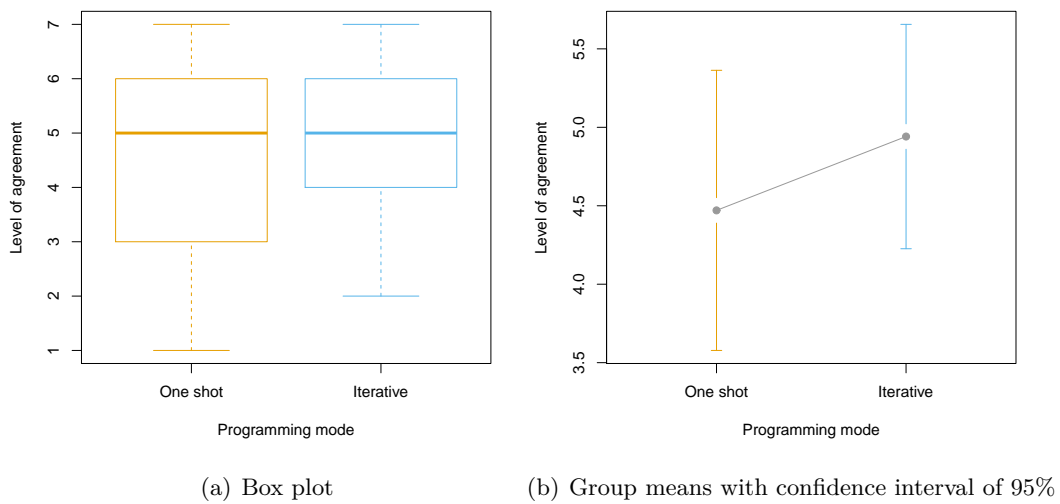 7
6
5
4
3
2
1
Level of agreement
One shot
Iterative
Programming mode
(a) Box plot
5.5
5.0
4.5
4.0
3.5
Level of agreement
One shot
Iterative
Programming mode
(b) Group means with confidence interval of 95%